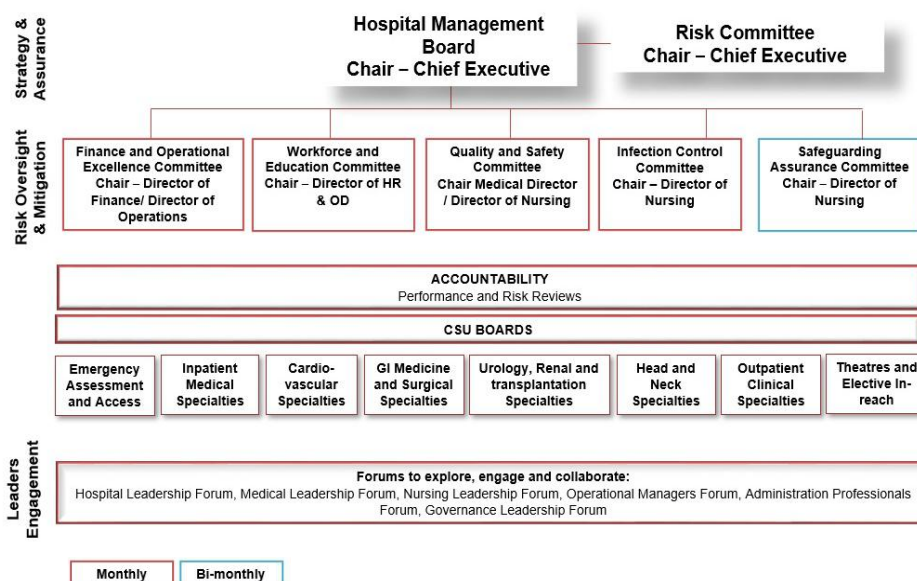 Strategy &
Assurance
Hospital Management
Board
Chair – Chief Executive
Risk Committee
Chair – Chief Executive
Risk Oversight
& Mitigation
Finance and Operational
Excellence Committee
Chair – Director of
Finance/ Director of
Operations
Workforce and
Education Committee
Chair – Director of HR
& OD
Quality and Safety
Committee
Chair Medical Director
/ Director of Nursing
Infection Control
Committee
Chair – Director of
Nursing
Safeguarding
Assurance Committee
Chair – Director of
Nursing
ACCOUNTABILITY
Performance and Risk Reviews
CSU BOARDS
Emergency
Assessment
and Access
Inpatient
Medical
Specialties
Cardio-
vascular
Specialties
GI Medicine
and Surgical
Specialties
Urology, Renal and
transplantation
Specialties
Head and
Neck
Specialties
Outpatient
Clinical
Specialties
Theatres and
Elective In-
reach
Leaders
Engagement
Forums to explore, engage and collaborate:
Hospital Leadership Forum, Medical Leadership Forum, Nursing Leadership Forum, Operational Managers Forum, Administration Professionals
Forum, Governance Leadership Forum
Monthly
Bi-monthly